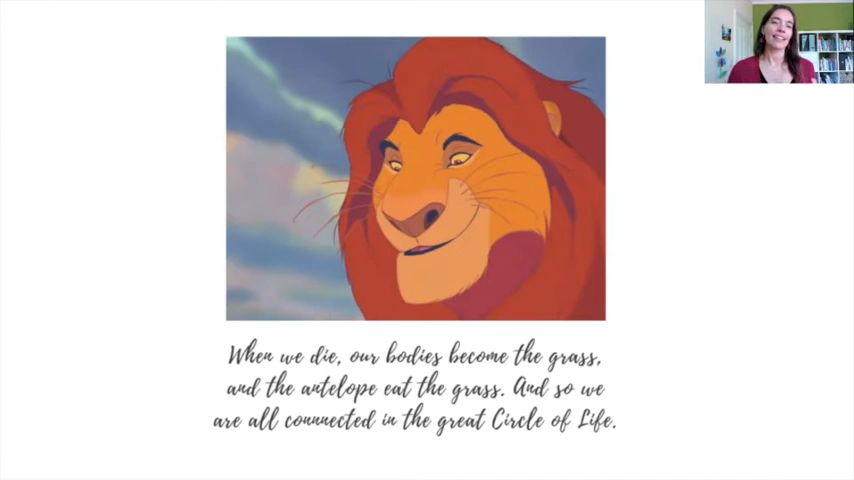 When we die, our bodies become the grass,
and the antelope eat the grass. And so we
are all connnected in the great Circle of Life.